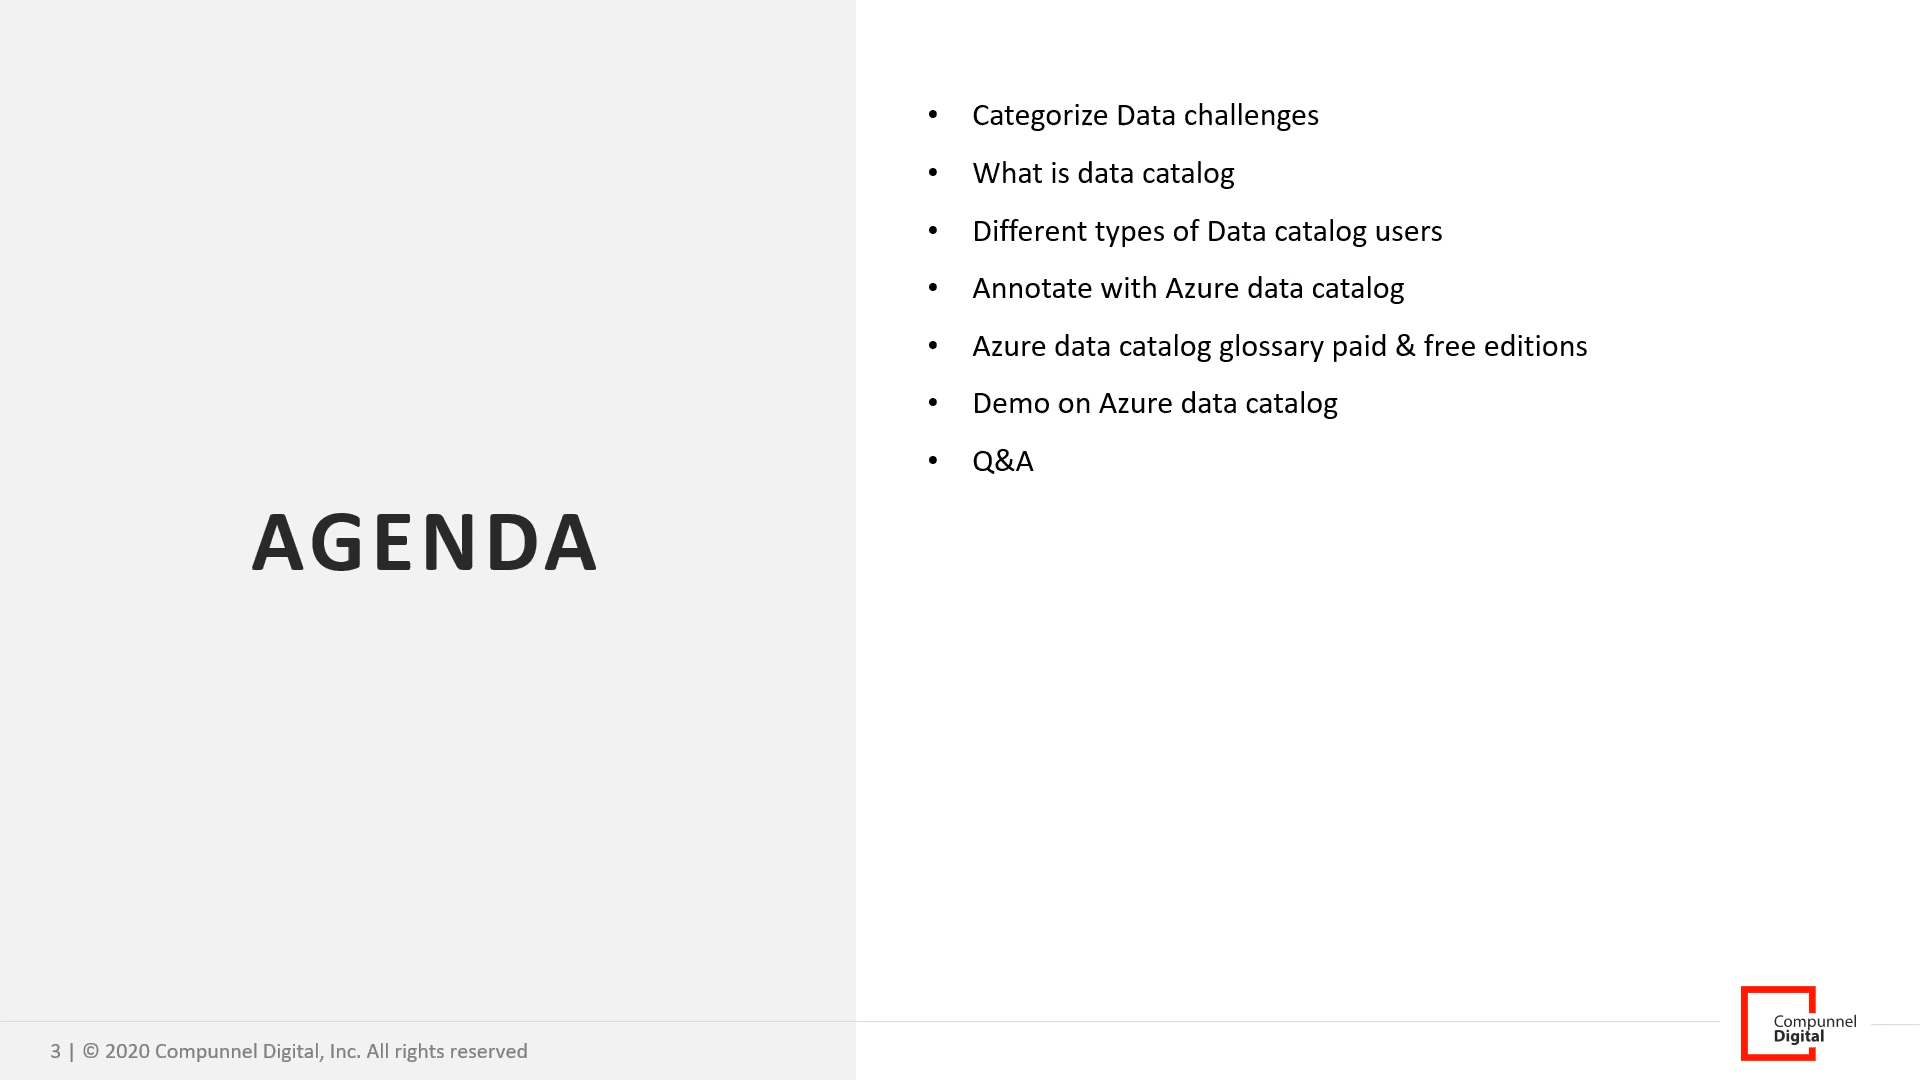 AGENDA
• Categorize Data challenges
• What is data catalog
• Different types of Data catalog users
• Annotate with Azure data catalog
• Azure data catalog glossary paid & free editions
• Demo on Azure data catalog
• Q&A
3 | © 2020 Compunnel Digital, Inc. All rights reserved
Compunnel
Digital